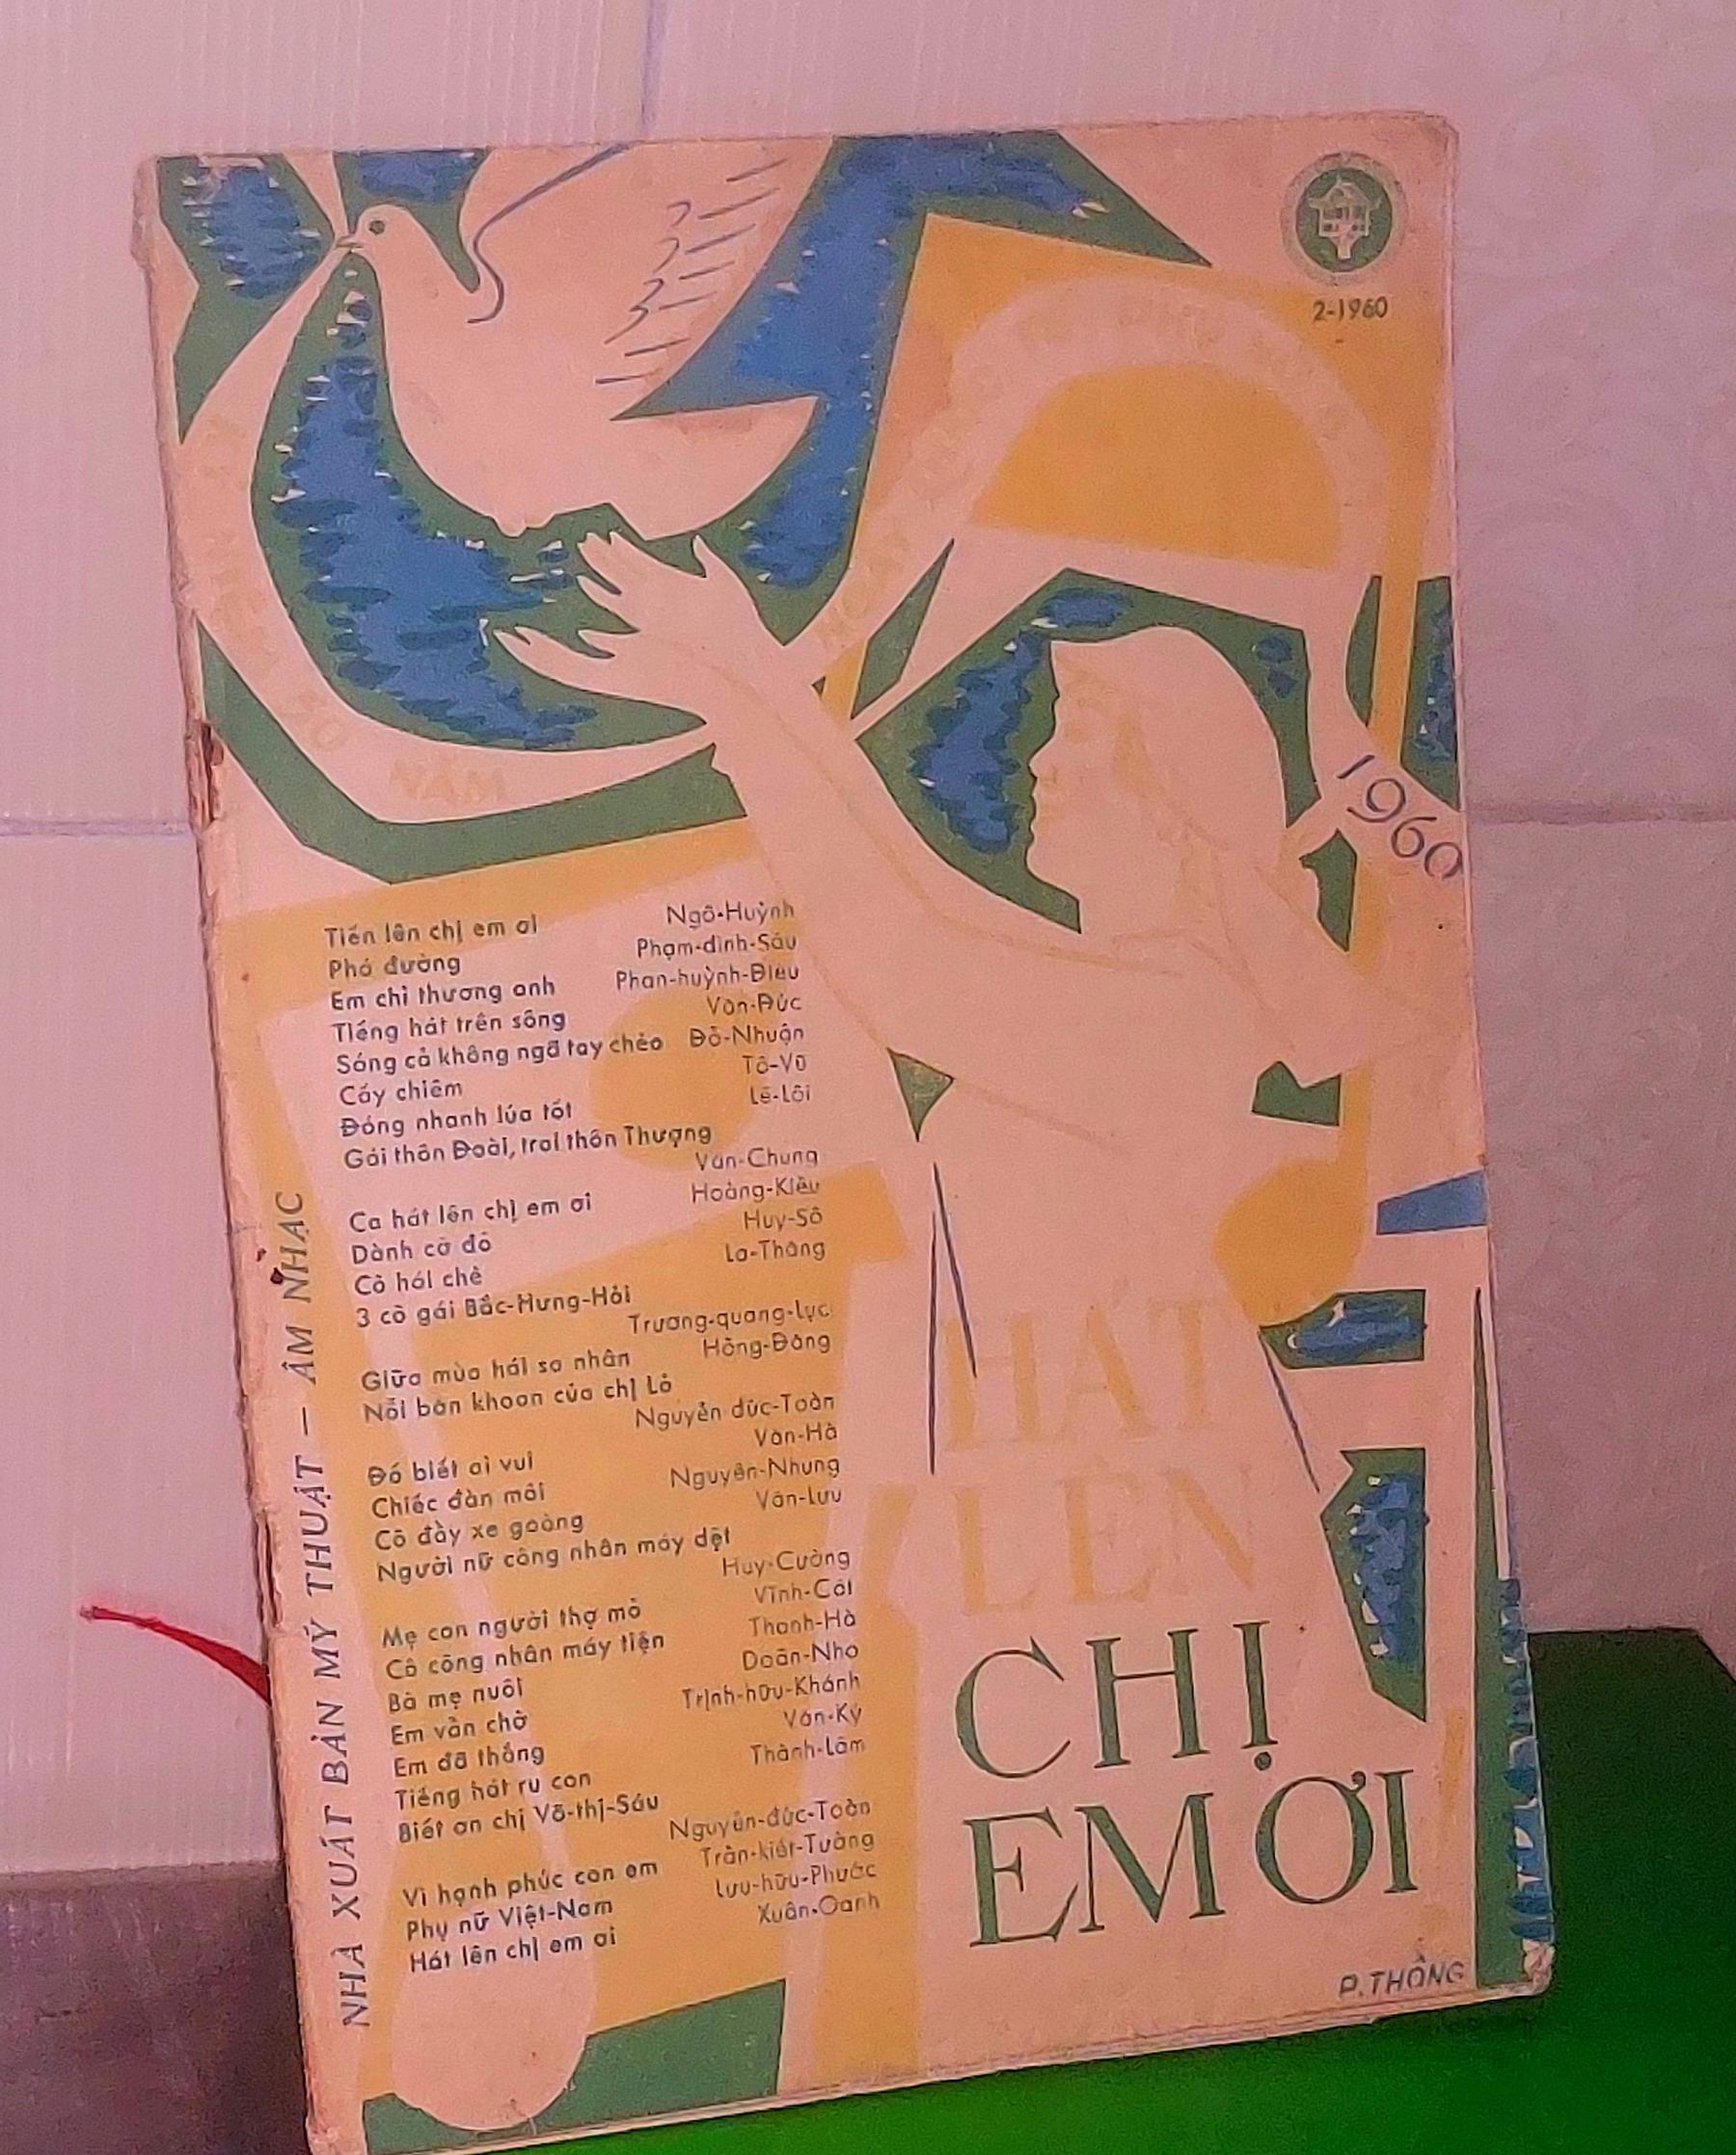 2-1960
1960
Tiến lên chị em ơi Ngô-Huỳnh
Phá đường Phạm-đình-Sáu
Em chỉ thương anh Phan-huỳnh-Điểu
Tiếng hát trên sông Văn-Đức
Sóng cả không ngã tay chèo Đỗ-Nhuận
Cấy chiêm Tô-Vũ
Đóng nhanh lúa tốt Lê-Lôi
Gái thôn Đoài, trai thôn Thượng
Văn-Chung
Ca hát lên chị em ơi Hoàng-Kiều
Dành cờ đỏ Huy-Sô
Cô hái chè La-Thăng
3 cô gái Bắc-Hưng-Hải
Trương-quang-Lục
Giữa mùa hái sa nhân Hồng-Đăng
Nỗi băn khoăn của chị Lả
Nguyễn đức-Toàn
Đố biết ai vui Văn-Hà
Chiếc đàn môi Nguyên-Nhung
Cô đẩy xe goòng Văn-Lưu
Người nữ công nhân máy dệt
Huy-Cường
Mẹ con người thợ mỏ Vĩnh-Cát
Cô công nhân máy tiện Thanh-Hà
Bà mẹ nuôi Doãn-Nho
Em vẫn chờ Trịnh-hữu-Khánh
Em đã thắng Văn-Ký
Tiếng hát ru con Thành-Lâm
Biết ơn chị Võ-thị-Sáu
Nguyễn-đức-Toàn
Vì hạnh phúc con em Trần-kiết-Tường
Phụ nữ Việt-Nam Lưu-hữu-Phước
Hát lên chị em ơi Xuân-Oanh
NHÀ XUẤT BẢN MỸ THUẬT – ÂM NHẠC
HÁT
LÊN
CHỊ
EM ƠI
P.THỒNG